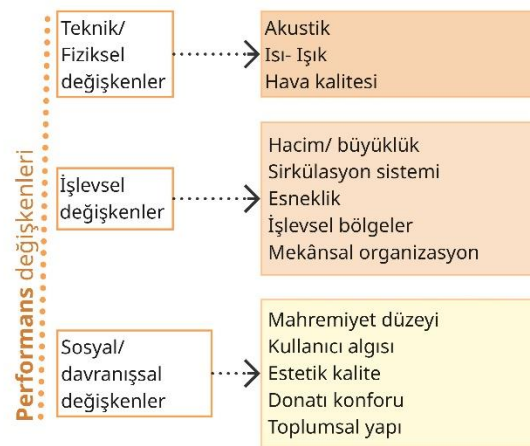 Performans değişkenleri
Teknik/
Fiziksel
değişkenler
Akustik
Isı- Işık
Hava kalitesi
İşlevsel
değişkenler
Hacim/ büyüklük
Sirkülasyon sistemi
Esneklik
İşlevsel bölgeler
Mekânsal organizasyon
Sosyal/
davranışsal
değişkenler
Mahremiyet düzeyi
Kullanıcı algısı
Estetik kalite
Donatı konforu
Toplumsal yapı